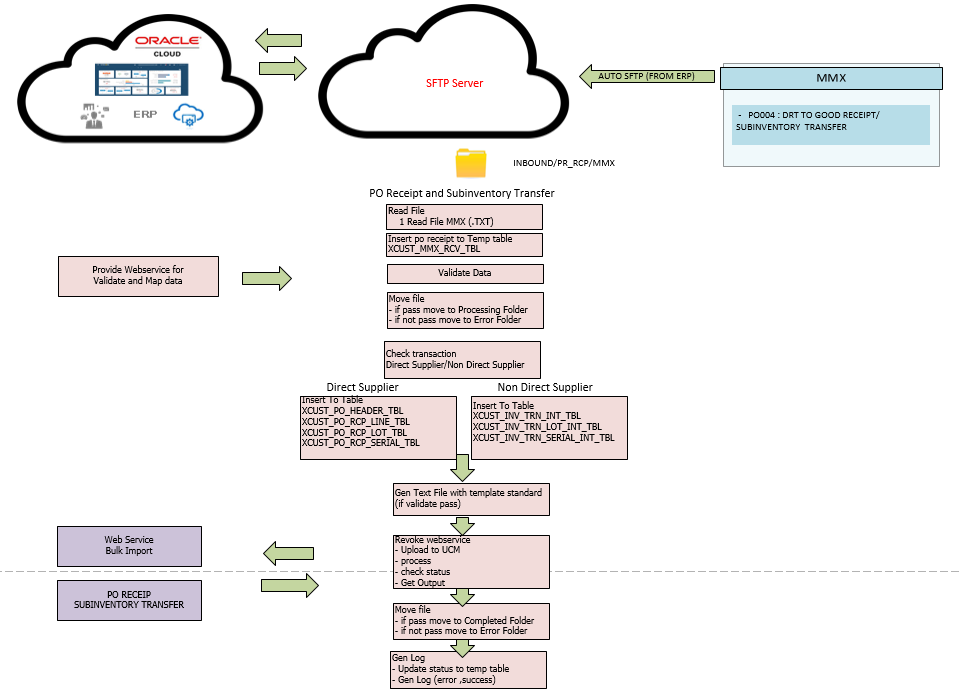 ORACLE
CLOUD
ERP
SFTP Server
AUTO SFTP (FROM ERP)
MMX
- PO004 : DRT TO GOOD RECEIPT/
SUBINVENTORY TRANSFER
INBOUND/PR_RCP/MMX
PO Receipt and Subinventory Transfer
Read File
1 Read File MMX (.TXT)
Insert po receipt to Temp table
XCUST_MMX_RCV_TBL
Provide Webservice for
Validate and Map data
Validate Data
Move file
- if pass move to Processing Folder
- if not pass move to Error Folder
Check transaction
Direct Supplier/Non Direct Supplier
Direct Supplier
Insert To Table
XCUST_PO_HEADER_TBL
XCUST_PO_RCP_LINE_TBL
XCUST_PO_RCP_LOT_TBL
XCUST_PO_RCP_SERIAL_TBL
Non Direct Supplier
Insert To Table
XCUST_INV_TRN_INT_TBL
XCUST_INV_TRN_LOT_INT_TBL
XCUST_INV_TRN_SERIAL_INT_TBL
Gen Text File with template standard
(if validate pass)
Web Service
Bulk Import
Revoke webservice
- Upload to UCM
- process
- check status
- Get Output
PO RECEIP
SUBINVENTORY TRANSFER
Move file
- if pass move to Completed Folder
- if not pass move to Error Folder
Gen Log
- Update status to temp table
- Gen Log (error ,success)